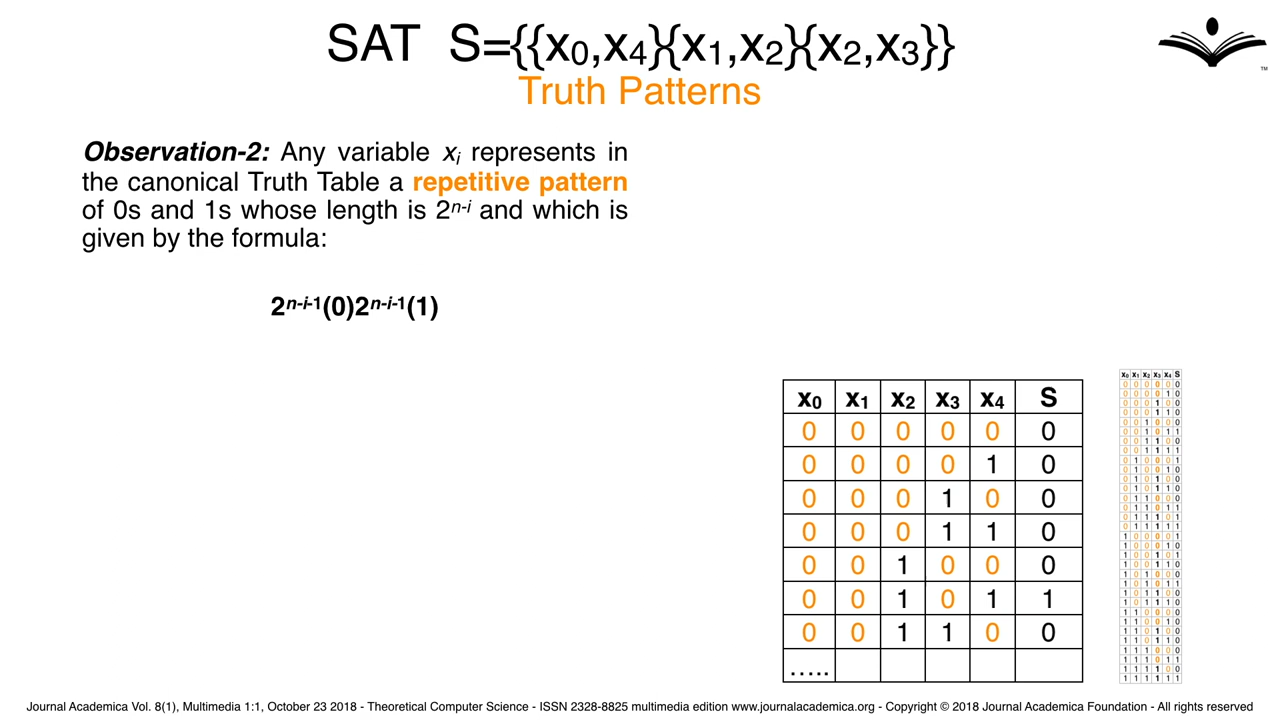 SAT S={{x₀,x₄}{x₁,x₂}{x₂,x₃}}
Truth Patterns
TM
Observation-2: Any variable xᵢ represents in
the canonical Truth Table a repetitive pattern
of 0s and 1s whose length is 2ⁿ⁻ⁱ and which is
given by the formula:
2ⁿ⁻ⁱ⁻¹(0)2ⁿ⁻ⁱ⁻¹(1)
x₀ x₁ x₂ x₃ x₄ S
0 0 0 0 0 0
0 0 0 0 1 0
0 0 0 1 0 0
0 0 0 1 1 0
0 0 1 0 0 0
0 0 1 0 1 1
0 0 1 1 0 0
.....
x₀ x₁ x₂ x₃ x₄ S
Journal Academica Vol. 8(1), Multimedia 1:1, October 23 2018 - Theoretical Computer Science - ISSN 2328-8825 multimedia edition www.journalacademica.org - Copyright © 2018 Journal Academica Foundation - All rights reserved